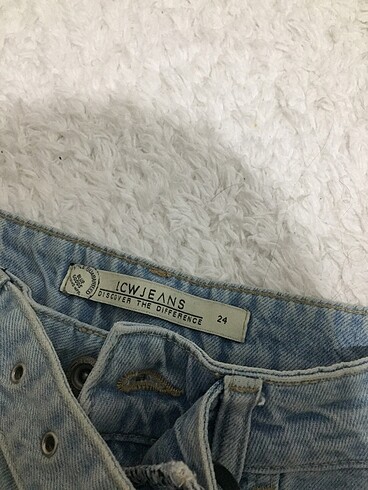 LCWJEANS
DISCOVER THE DIFFERENCE
24